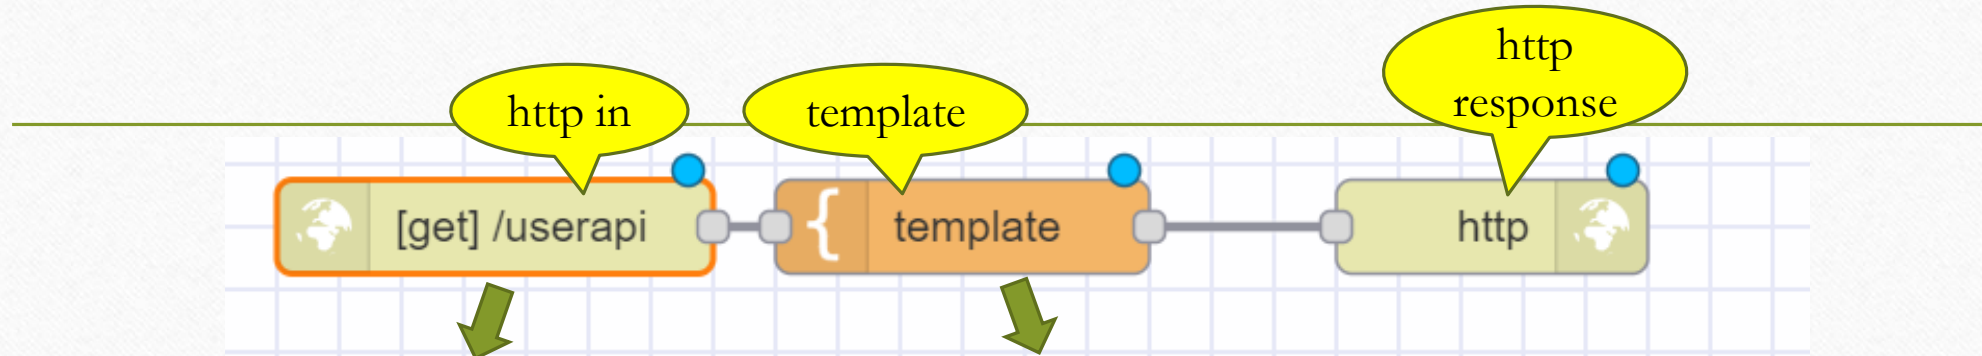 http in
template
http
response
[get] /userapi
{
template
http